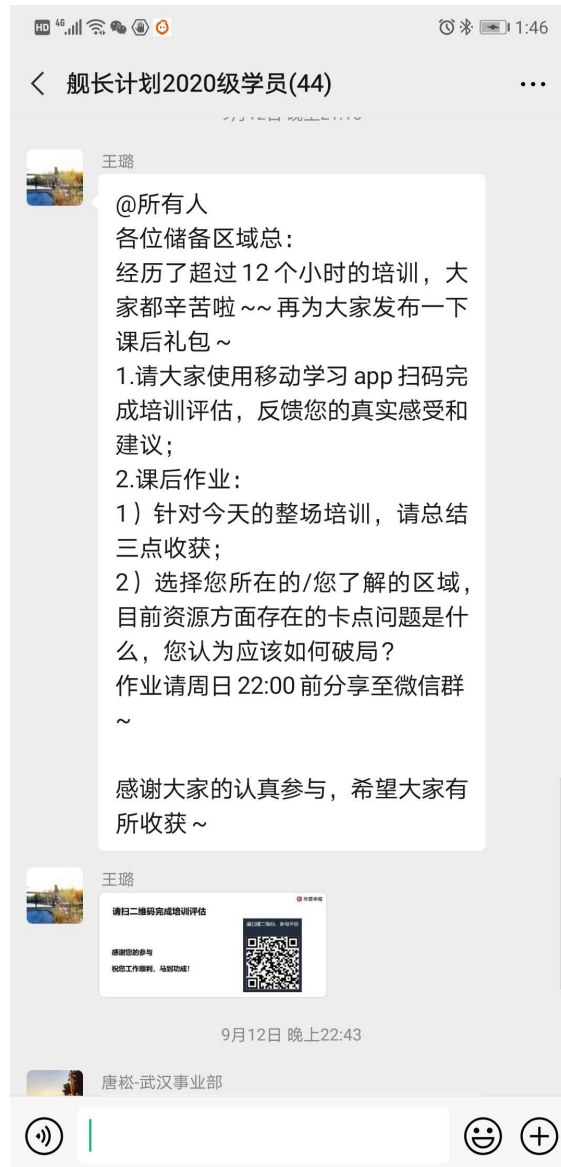 HD 4G 1:46
舰长计划2020级学员(44)
王璐
@所有人
各位储备区域总：
经历了超过12个小时的培训，大
家都辛苦啦~~再为大家发布一下
课后礼包~
1.请大家使用移动学习app扫码完
成培训评估，反馈您的真实感受和
建议；
2.课后作业：
1）针对今天的整场培训，请总结
三点收获；
2）选择您所在的/您了解的区域，
目前资源方面存在的卡点问题是什
么，您认为应该如何破局？
作业请周日22:00前分享至微信群
~
感谢大家的认真参与，希望大家有
所收获~
王璐
请扫二维码完成培训评估
感谢您的参与
祝您工作顺利，马到功成！
9月12日 晚上22:43
唐崧-武汉事业部